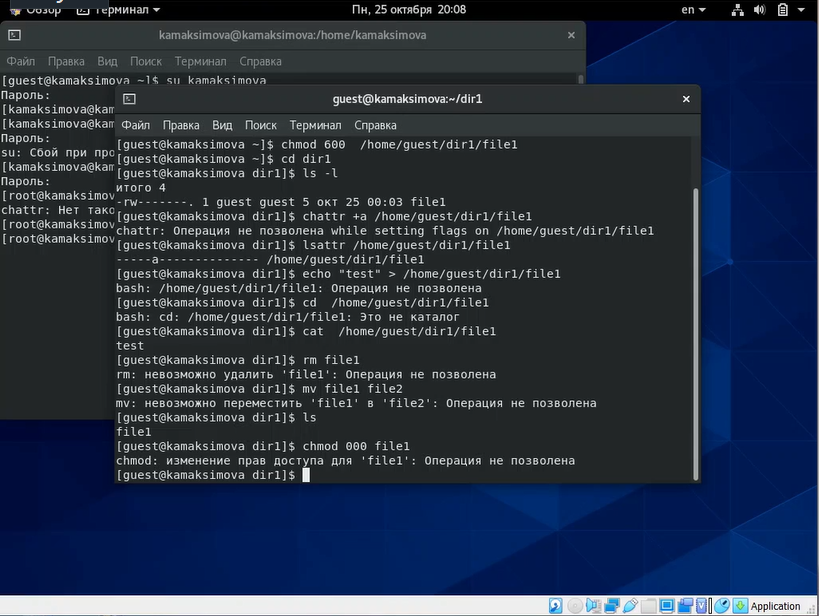 Обзор Терминал Пн, 25 октября 20:08 en
kamaksimova@kamaksimova:/home/kamaksimova
Файл Правка Вид Поиск Терминал Справка
[guest@kamaksimova ~]$ su kamaksimova
Пароль:
[kamaksimova@kam
[kamaksimova@kam
Пароль:
su: Сбой при про
[kamaksimova@kam
Пароль:
[root@kamaksimov
chattr: Нет тако
[root@kamaksimov
[root@kamaksimov
guest@kamaksimova:~/dir1
Файл Правка Вид Поиск Терминал Справка
[guest@kamaksimova ~]$ chmod 600  /home/guest/dir1/file1
[guest@kamaksimova ~]$ cd dir1
[guest@kamaksimova dir1]$ ls -l
итого 4
-rw-------. 1 guest guest 5 окт 25 00:03 file1
[guest@kamaksimova dir1]$ chattr +a /home/guest/dir1/file1
chattr: Операция не позволена while setting flags on /home/guest/dir1/file1
[guest@kamaksimova dir1]$ lsattr /home/guest/dir1/file1
-----a-------------- /home/guest/dir1/file1
[guest@kamaksimova dir1]$ echo "test" > /home/guest/dir1/file1
bash: /home/guest/dir1/file1: Операция не позволена
[guest@kamaksimova dir1]$ cd  /home/guest/dir1/file1
bash: cd: /home/guest/dir1/file1: Это не каталог
[guest@kamaksimova dir1]$ cat  /home/guest/dir1/file1
test
[guest@kamaksimova dir1]$ rm file1
rm: невозможно удалить 'file1': Операция не позволена
[guest@kamaksimova dir1]$ mv file1 file2
mv: невозможно переместить 'file1' в 'file2': Операция не позволена
[guest@kamaksimova dir1]$ ls
file1
[guest@kamaksimova dir1]$ chmod 000 file1
chmod: изменение прав доступа для 'file1': Операция не позволена
[guest@kamaksimova dir1]$
Application